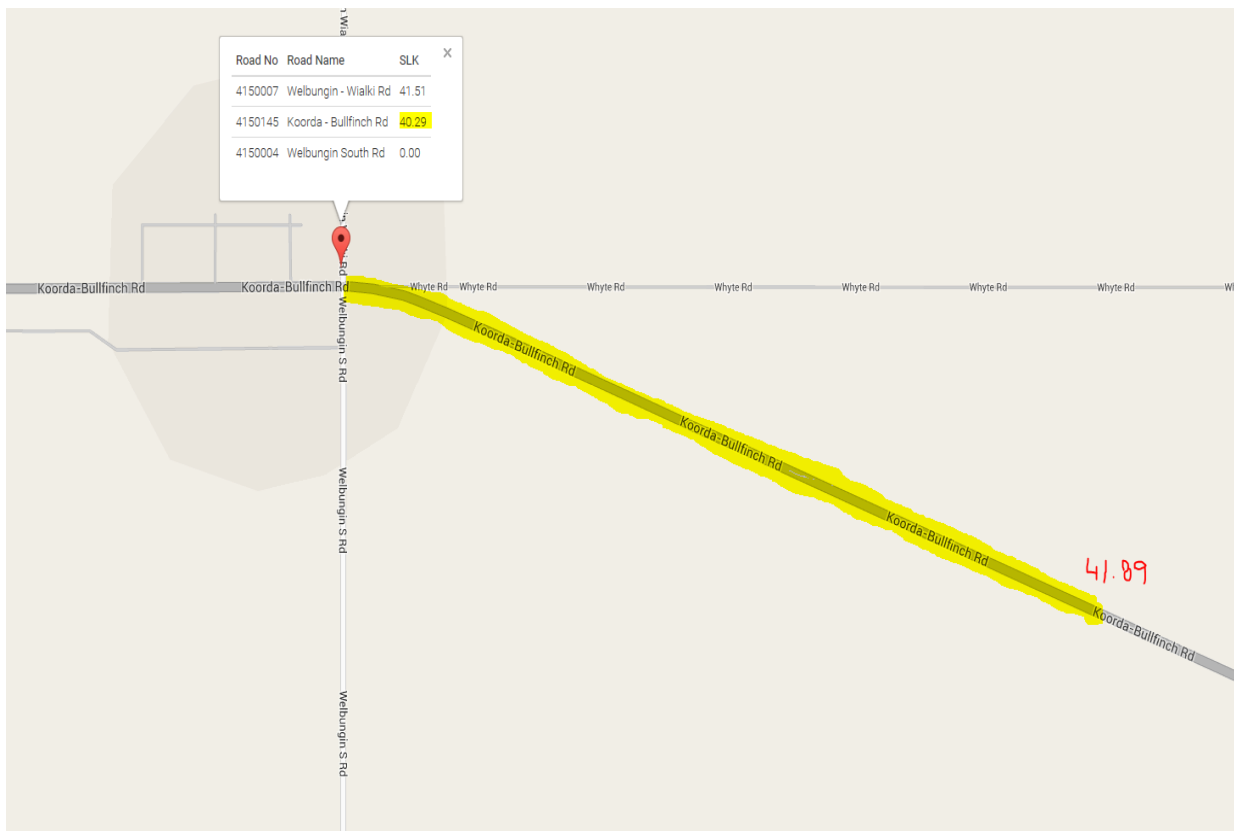 n Wia
Road No Road Name SLK
x
4150007 Welbungin - Wialki Rd 41.51
4150145 Koorda - Bullfinch Rd 40.29
4150004 Welbungin South Rd 0.00
Rd
Koorda-Bullfinch Rd
Koorda-Bullfinch Rd
Whyte Rd
Whyte Rd
Whyte Rd
Whyte Rd
Whyte Rd
Whyte Rd
Whyte Rd
Wh
Welbungin S Rd
Koorda-Bullfinch Rd
Koorda-Bullfinch Rd
Welbungin S Rd
Koorda-Bullfinch Rd
41.89
Koorda-Bullfinch Rd
Welbungin S Rd